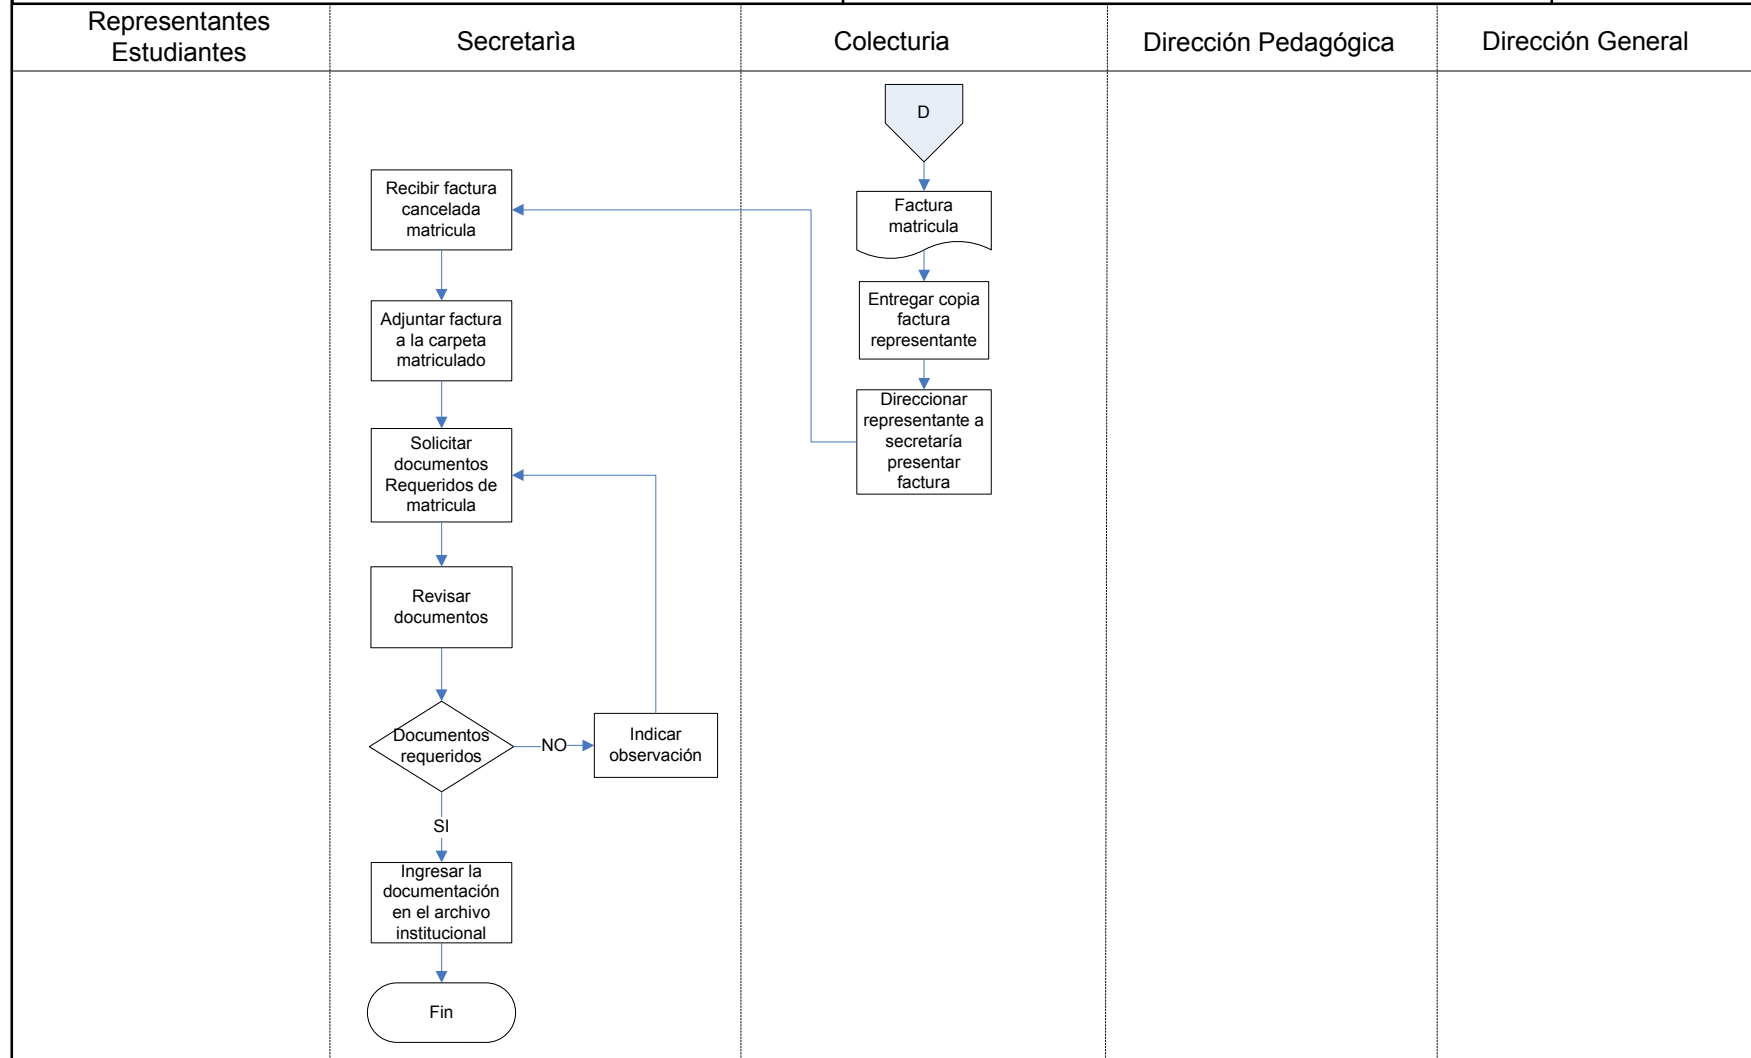 Representantes
Estudiantes
Secretarìa
Colecturia
Dirección Pedagógica
Dirección General
D
Factura
matricula
Entregar copia
factura
representante
Direccionar
representante a
secretaría
presentar
factura
Recibir factura
cancelada
matricula
Adjuntar factura
a la carpeta
matriculado
Solicitar
documentos
Requeridos de
matricula
Revisar
documentos
Documentos
requeridos
NO
Indicar
observación
SI
Ingresar la
documentación
en el archivo
institucional
Fin